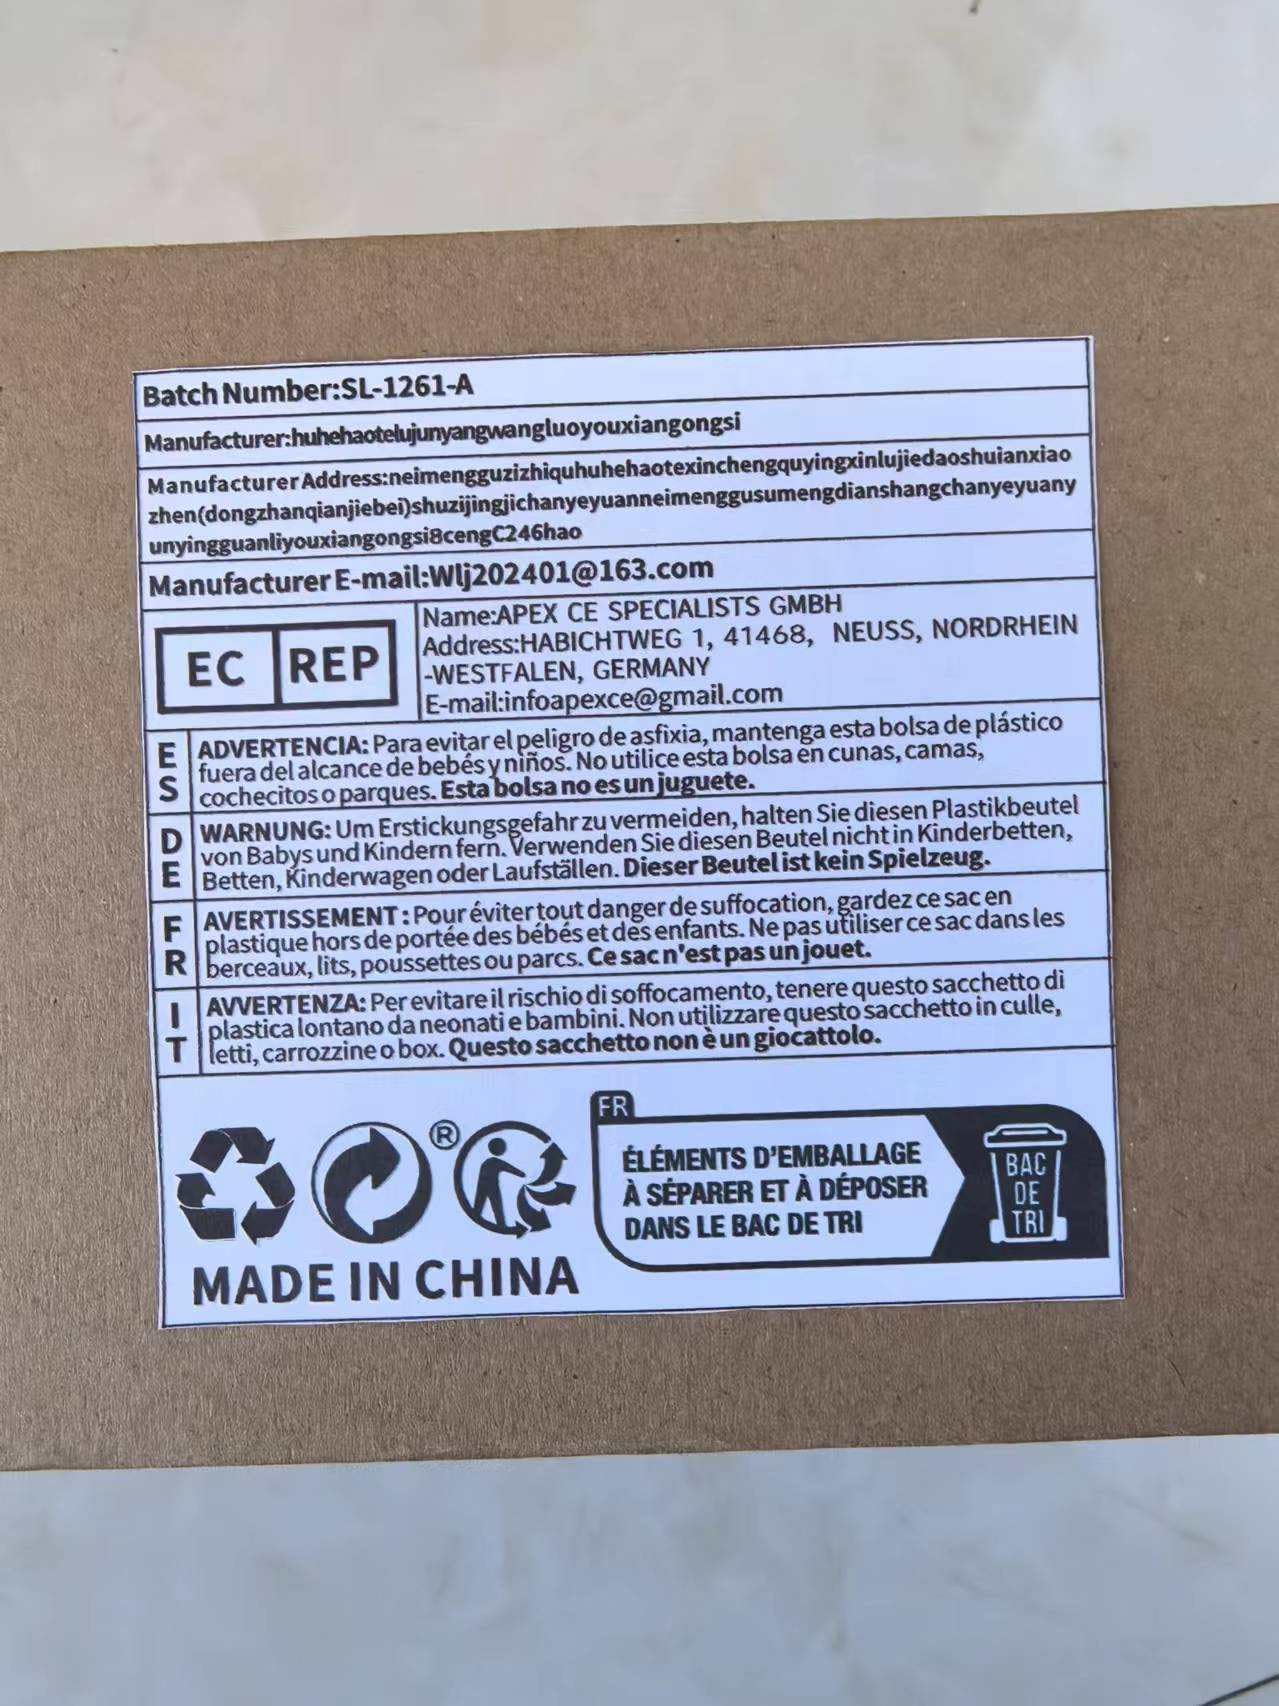 Batch Number:SL-1261-A
Manufacturer:huhehaotelujunyangwangluoyouxiangongsi
Manufacturer Address:neimengguzizhiquhuhehaotexinchengquyingxinlujiedaoshuianxiao
zhen(dongzhanqianjiebei)shuzijingjichanyeyuanneimenggusumengdianshangchanyeyuany
unyingguanliyouxiangongsi8cengC246hao
Manufacturer E-mail:Wlj202401@163.com
EC REP
Name:APEX CE SPECIALISTS GMBH
Address:HABICHTWEG 1, 41468, NEUSS, NORDRHEIN
-WESTFALEN, GERMANY
E-mail:infoapexce@gmail.com
ES
ADVERTENCIA: Para evitar el peligro de asfixia, mantenga esta bolsa de plástico
fuera del alcance de bebés y niños. No utilice esta bolsa en cunas, camas,
cochecitos o parques. Esta bolsa no es un juguete.
DE
WARNUNG: Um Erstickungsgefahr zu vermeiden, halten Sie diesen Plastikbeutel
von Babys und Kindern fern. Verwenden Sie diesen Beutel nicht in Kinderbetten,
Betten, Kinderwagen oder Laufställen. Dieser Beutel ist kein Spielzeug.
FR
AVERTISSEMENT : Pour éviter tout danger de suffocation, gardez ce sac en
plastique hors de portée des bébés et des enfants. Ne pas utiliser ce sac dans les
berceaux, lits, poussettes ou parcs. Ce sac n'est pas un jouet.
IT
AVVERTENZA: Per evitare il rischio di soffocamento, tenere questo sacchetto di
plastica lontano da neonati e bambini. Non utilizzare questo sacchetto in culle,
letti, carrozzine o box. Questo sacchetto non è un giocattolo.
®
FR
ÉLÉMENTS D'EMBALLAGE
À SÉPARER ET À DÉPOSER
DANS LE BAC DE TRI
BAC
DE
TRI
MADE IN CHINA